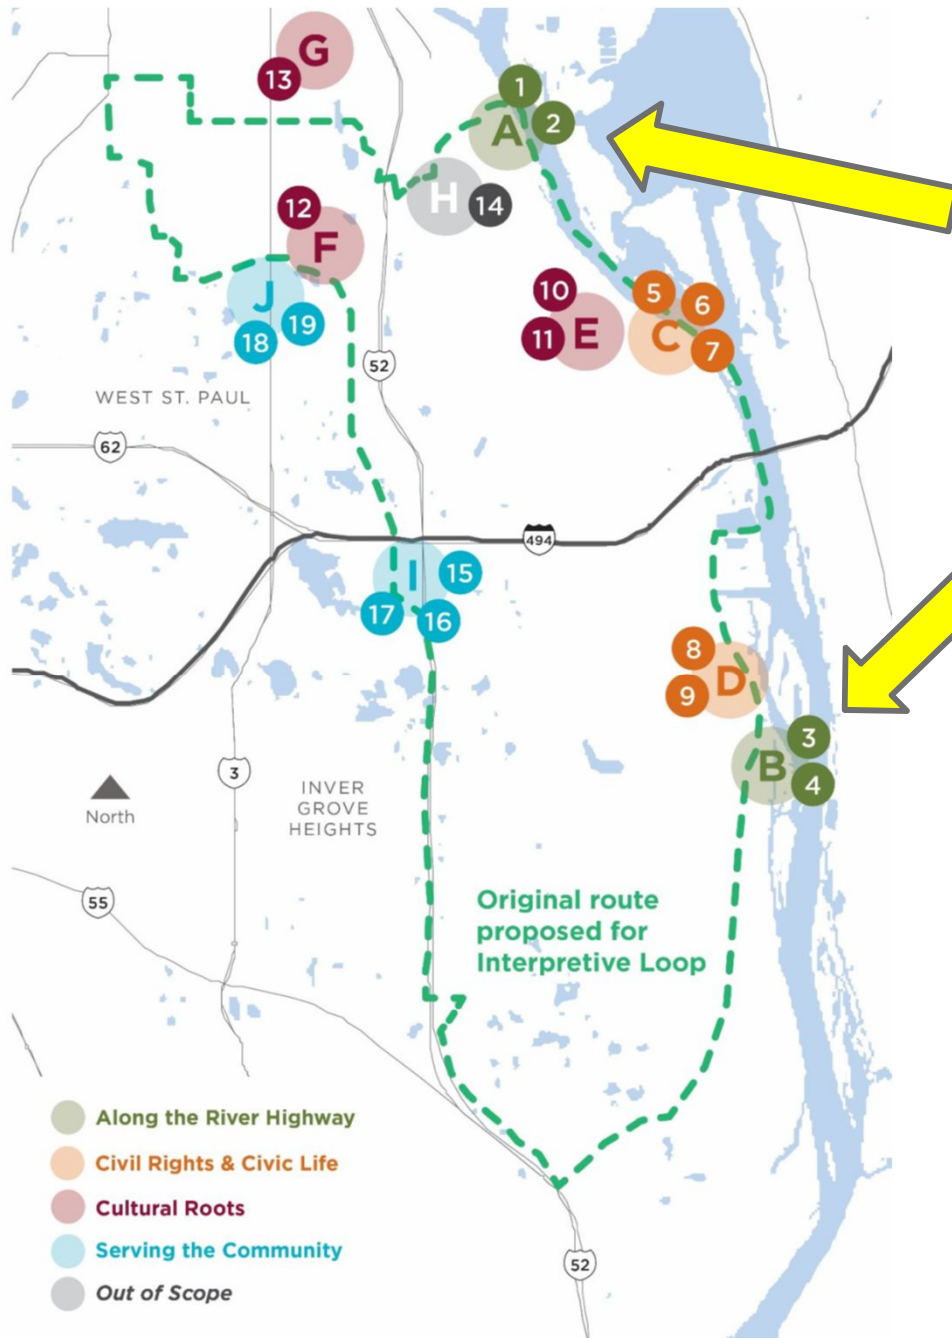 G
13
1
A
2
H
14
12
F
J
19
18
10
E
11
5
6
C
7
52
WEST ST. PAUL
62
494
I
15
17
16
8
D
9
3
B
4
3
North
INVER
GROVE
HEIGHTS
55
Original route
proposed for
Interpretive Loop
Along the River Highway
Civil Rights & Civic Life
Cultural Roots
Serving the Community
Out of Scope
52